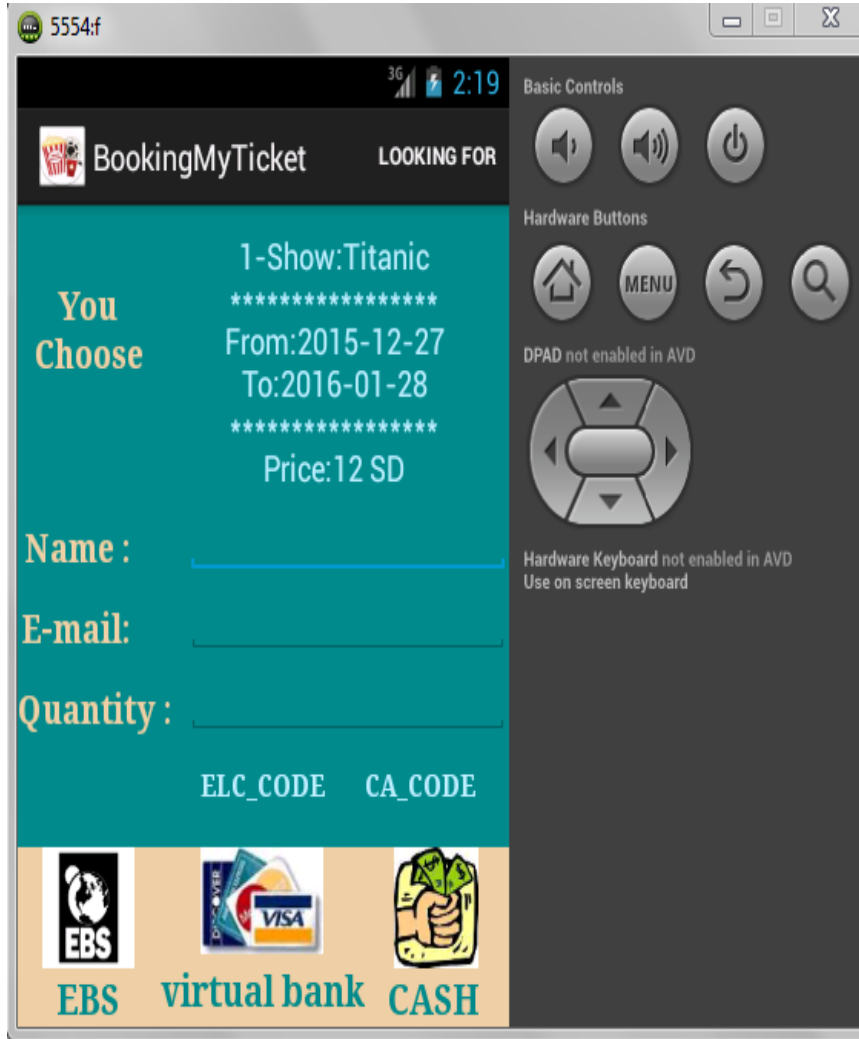 5554:f
3G 2:19
BookingMyTicket LOOKING FOR
You
Choose
1-Show:Titanic
*****************
From:2015-12-27
To:2016-01-28
*****************
Price:12 SD
Name :
E-mail:
Quantity :
ELC_CODE CA_CODE
EBS
DISCOVER
VISA
EBS virtual bank CASH
Basic Controls
Hardware Buttons
MENU
DPAD not enabled in AVD
Hardware Keyboard not enabled in AVD
Use on screen keyboard